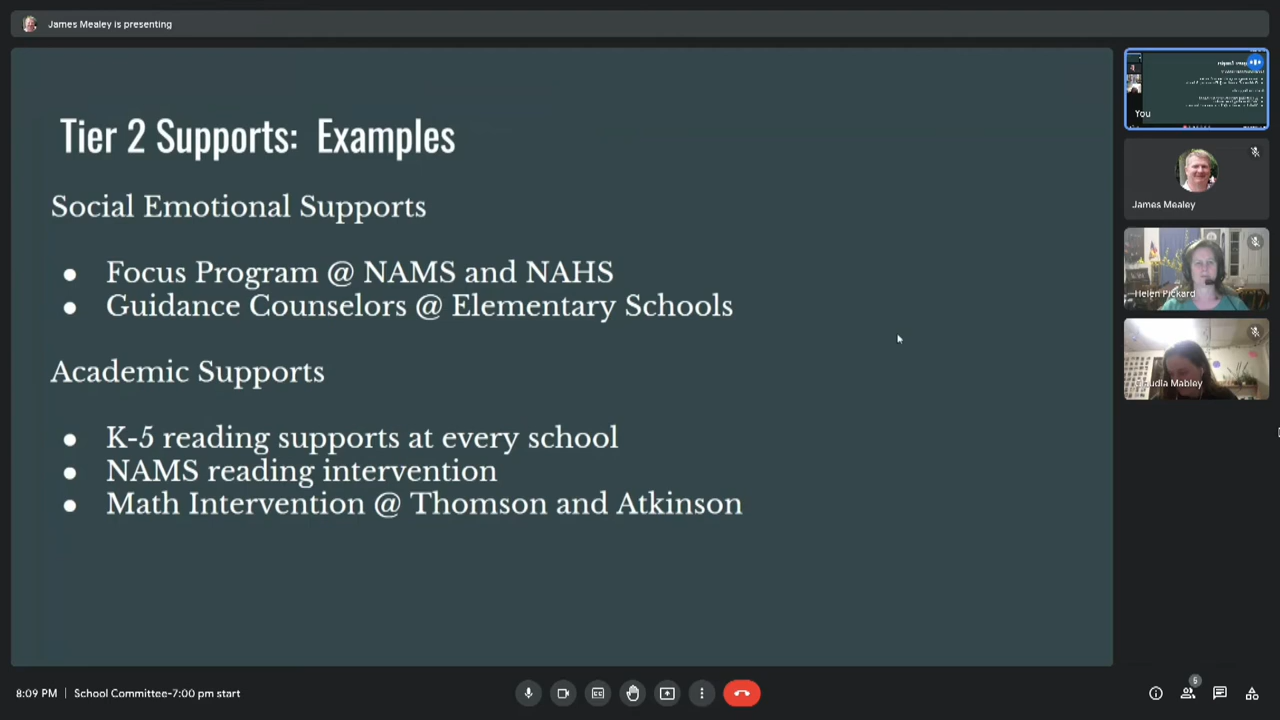 James Mealey is presenting
Tier 2 Supports: Examples
Social Emotional Supports
● Focus Program @ NAMS and NAHS
● Guidance Counselors @ Elementary Schools
Academic Supports
● K-5 reading supports at every school
● NAMS reading intervention
● Math Intervention @ Thomson and Atkinson
You
James Mealey
Helen Pickard
Claudia Mabley
8:09 PM | School Committee-7:00 pm start
5